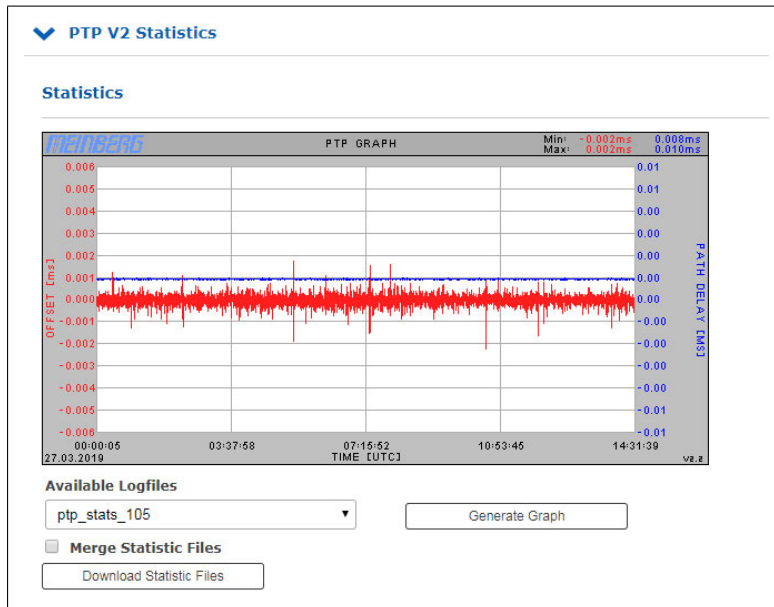 PTP V2 Statistics
Statistics
MEINBERG PTP GRAPH Min: -0.002ms 0.008ms
Max: 0.002ms 0.010ms
0.006 0.01
0.005 0.01
0.004 0.00
0.003 0.00
0.002 0.00
0.001 0.00
0.000 0.00
-0.001 -0.00
-0.002 -0.00
-0.003 -0.00
-0.004 -0.00
-0.005 -0.01
-0.006 -0.01
OFFSET [ms]
PATH DELAY [MS]
00:00:05 03:37:58 07:15:52 10:53:45 14:31:39
27.03.2019 TIME [UTC] V2.2
Available Logfiles
ptp_stats_105 Generate Graph
Merge Statistic Files
Download Statistic Files